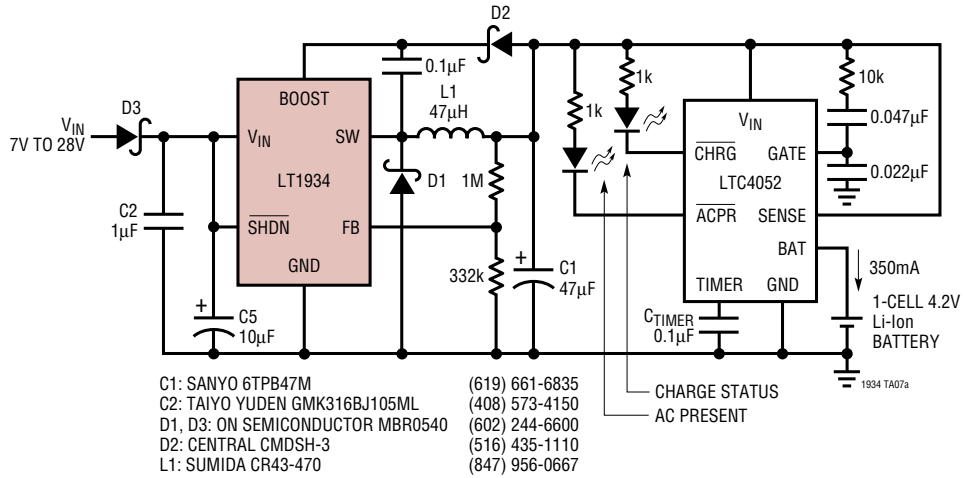 D2
0.1µF
L1
47µH
D3
VIN
7V TO 28V
BOOST
VIN
SW
LT1934
SHDN
FB
GND
D1
1M
332k
C2
1µF
C5
10µF
+
+
C1
47µF
1k
1k
10k
0.047µF
0.022µF
VIN
CHRG
GATE
LTC4052
ACPR
SENSE
BAT
TIMER
GND
350mA
CTIMER
0.1µF
1-CELL 4.2V
Li-Ion
BATTERY
1934 TA07a
CHARGE STATUS
AC PRESENT
C1: SANYO 6TPB47M (619) 661-6835
C2: TAIYO YUDEN GMK316BJ105ML (408) 573-4150
D1, D3: ON SEMICONDUCTOR MBR0540 (602) 244-6600
D2: CENTRAL CMDSH-3 (516) 435-1110
L1: SUMIDA CR43-470 (847) 956-0667